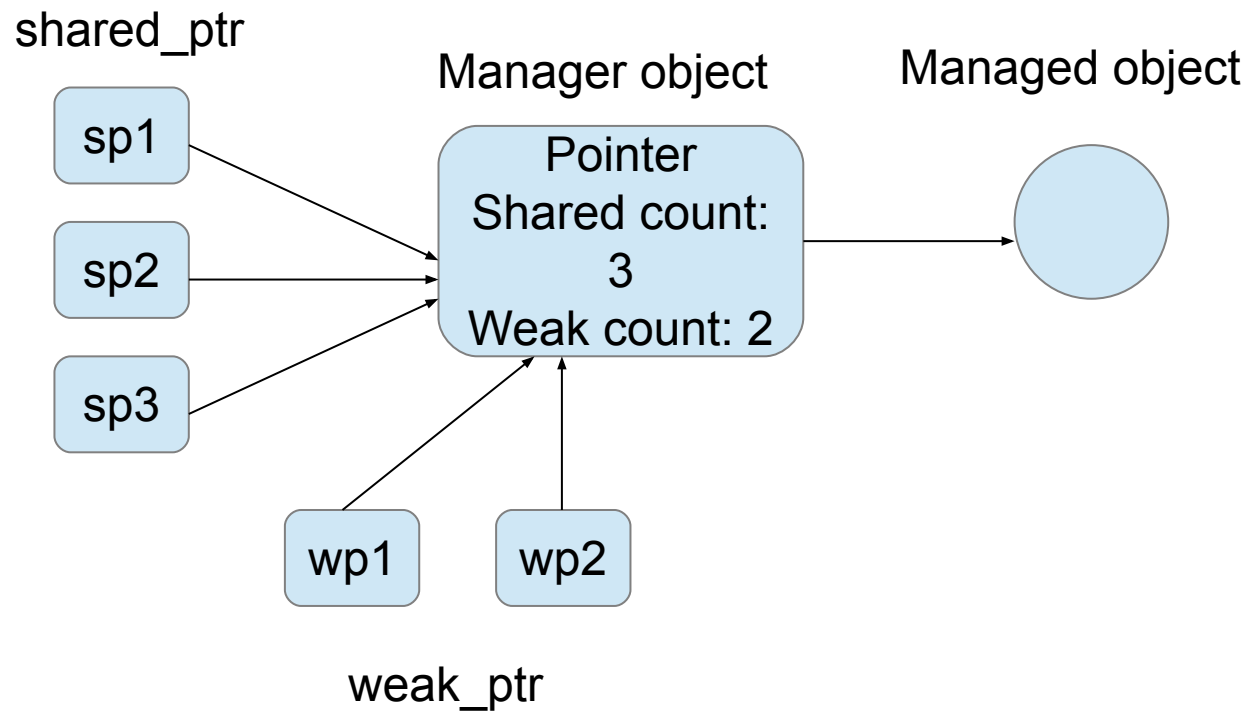 shared_ptr
Manager object
Managed object
sp1
sp2
sp3
Pointer
Shared count:
3
Weak count: 2
wp1
wp2
weak_ptr